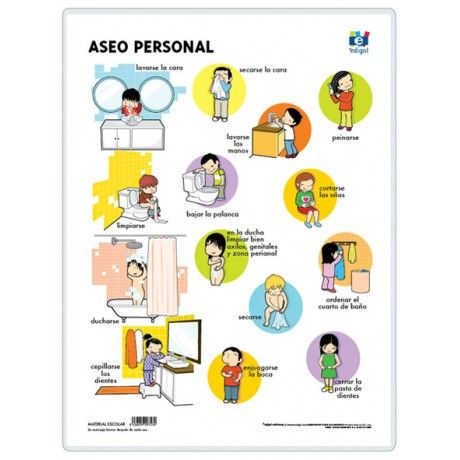 ASEO PERSONAL
e
edigol
lavarse la cara
secarse la cara
lavarse
las
manos
peinarse
limpiarse
bajar la palanca
cortarse
las uñas
en la ducha
limpiar bien
axilas, genitales
y zona perianal
ducharse
secarse
ordenar el
cuarto de baño
cepillarse
los
dientes
enjuagarse
la boca
cerrar la
pasta de
dientes
MATERIAL ESCOLAR